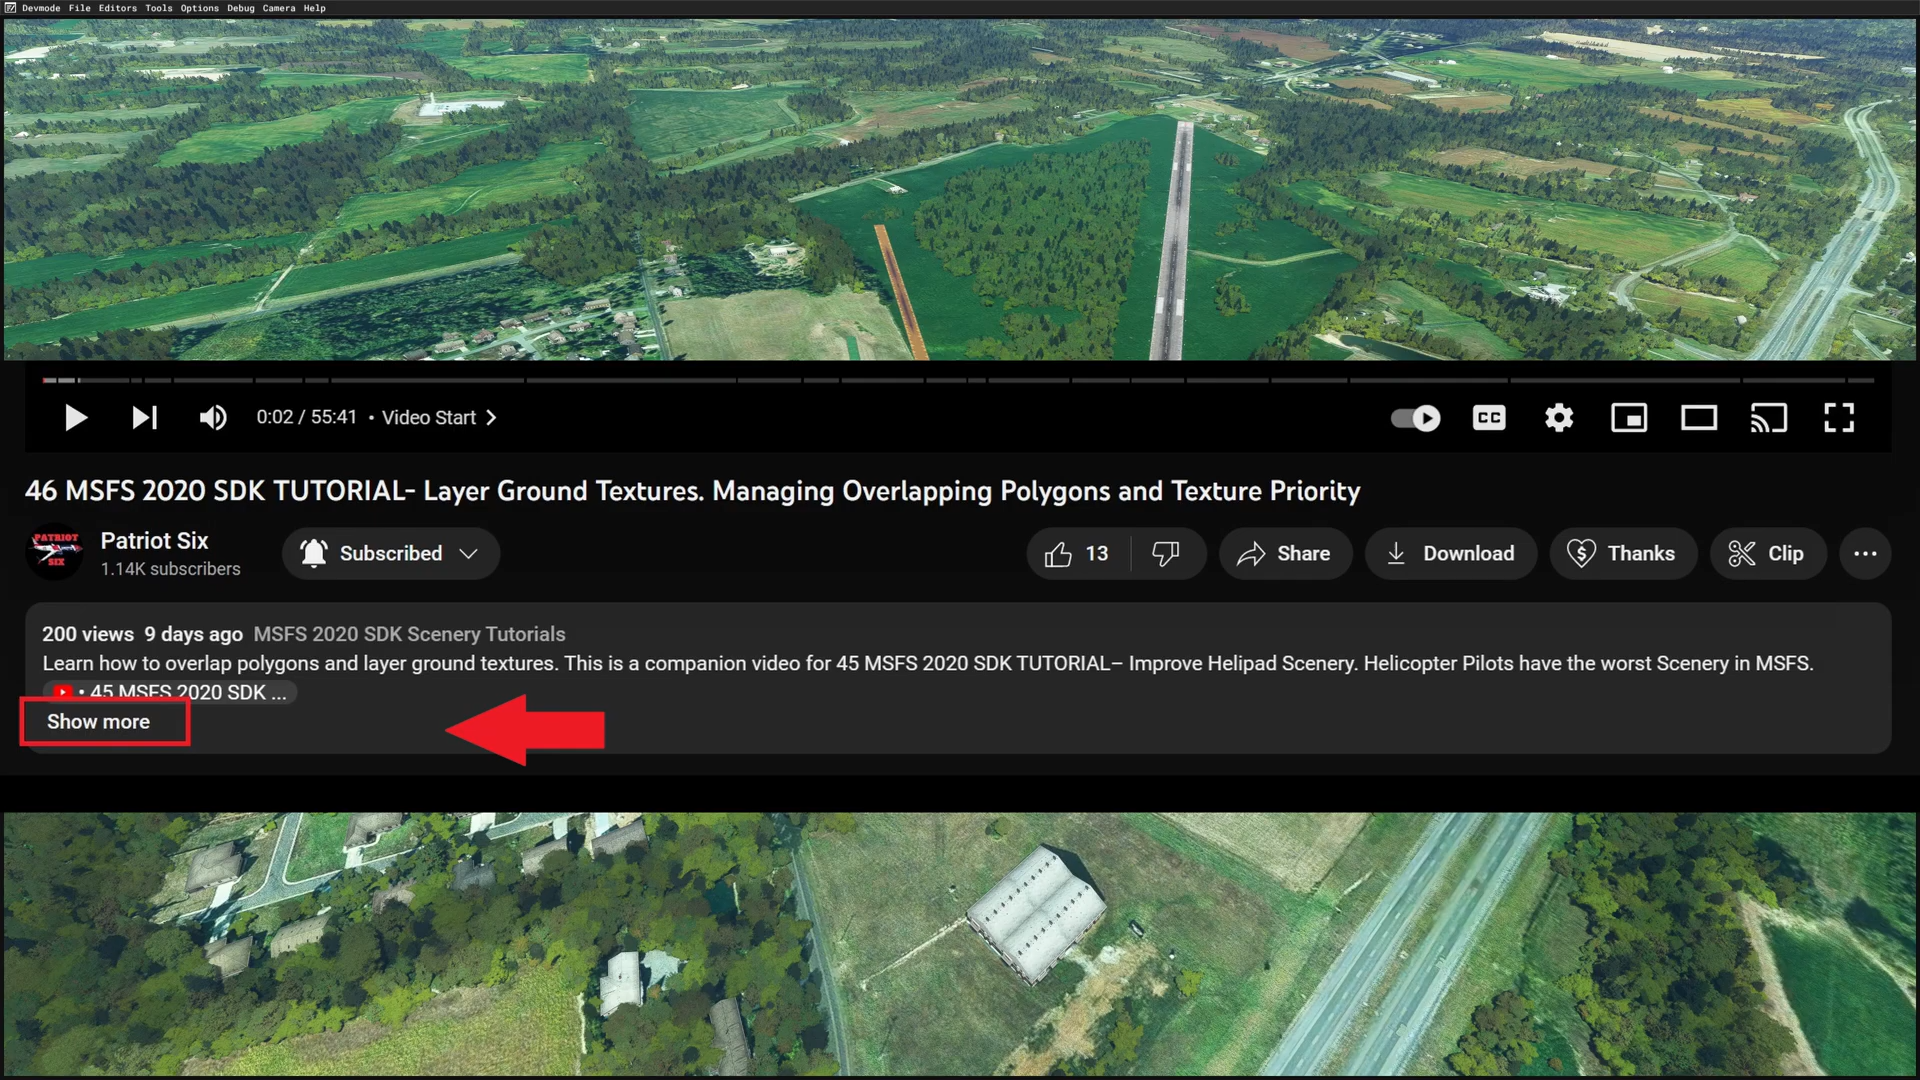 Devmode File Editors Tools Options Debug Camera Help
0:02 / 55:41 • Video Start
CC
46 MSFS 2020 SDK TUTORIAL- Layer Ground Textures. Managing Overlapping Polygons and Texture Priority
PATRIOT
SIX
Patriot Six
1.14K subscribers
Subscribed
13
Share
Download
Thanks
Clip
200 views 9 days ago MSFS 2020 SDK Scenery Tutorials
Learn how to overlap polygons and layer ground textures. This is a companion video for 45 MSFS 2020 SDK TUTORIAL– Improve Helipad Scenery. Helicopter Pilots have the worst Scenery in MSFS.
• 45 MSFS 2020 SDK ...
Show more